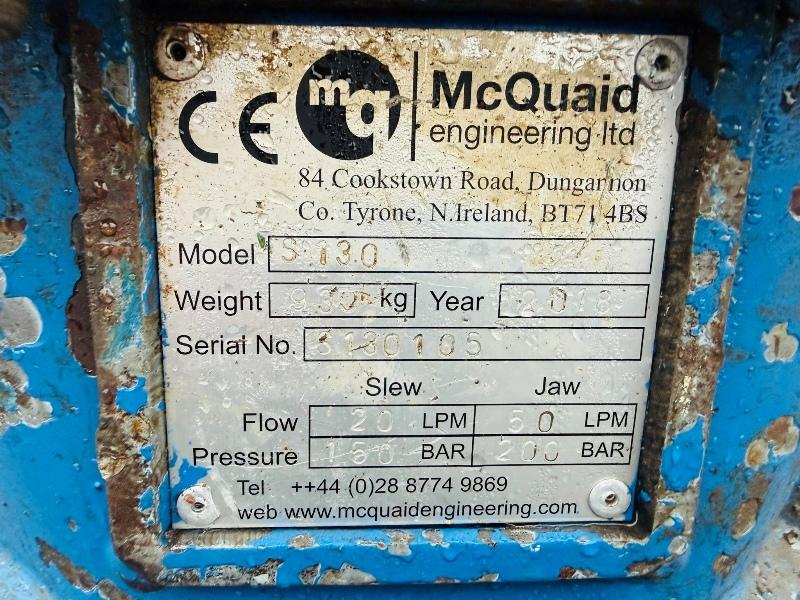 CE mq McQuaid
engineering ltd
84 Cookstown Road, Dungannon
Co. Tyrone, N.Ireland, BT71 4BS
Model S 130
Weight 930 kg Year 2018
Serial No. S130105
Slew Jaw
Flow 20 LPM 50 LPM
Pressure 150 BAR 200 BAR
Tel ++44 (0)28 8774 9869
web www.mcquaidengineering.com